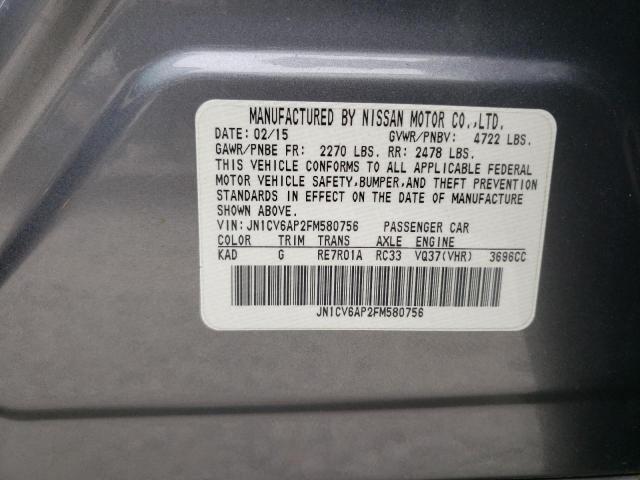 MANUFACTURED BY NISSAN MOTOR CO.,LTD.
DATE: 02/15 GVWR/PNBV: 4722 LBS.
GAWR/PNBE FR: 2270 LBS. RR: 2478 LBS.
THIS VEHICLE CONFORMS TO ALL APPLICABLE FEDERAL
MOTOR VEHICLE SAFETY,BUMPER,AND THEFT PREVENTION
STANDARDS IN EFFECT ON THE DATE OF MANUFACTURE
SHOWN ABOVE.
VIN:JN1CV6AP2FM580756 PASSENGER CAR
COLOR TRIM TRANS AXLE ENGINE
KAD G RE7R01A RC33 VQ37(VHR) 3696CC
JN1CV6AP2FM580756